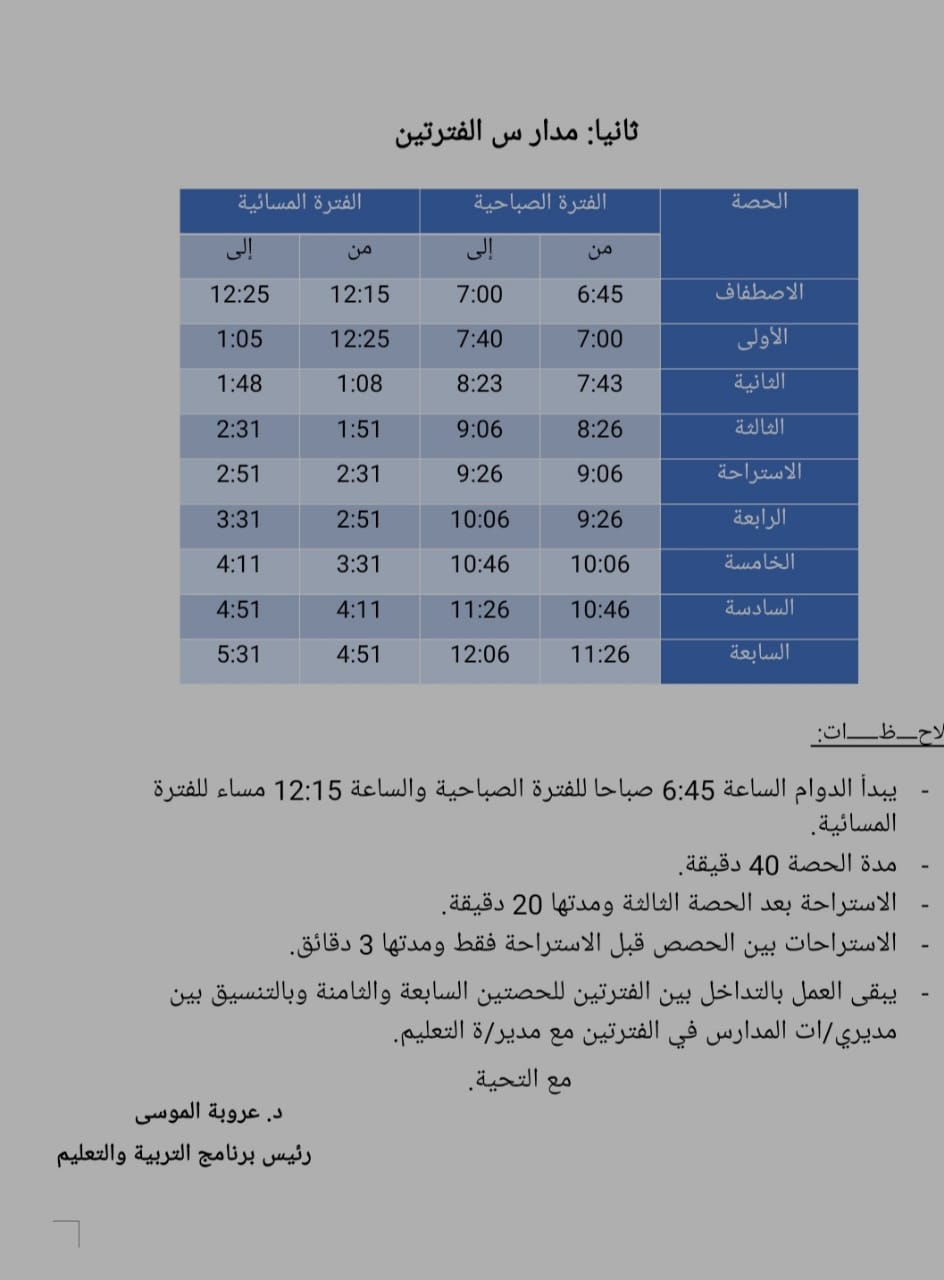 ثانيا: مدارس الفترتين
الحصة الفترة الصباحية الفترة المسائية
من إلى من إلى
الاصطفاف 6:45 7:00 12:15 12:25
الأولى 7:00 7:40 12:25 1:05
الثانية 7:43 8:23 1:08 1:48
الثالثة 8:26 9:06 1:51 2:31
الاستراحة 9:06 9:26 2:31 2:51
الرابعة 9:26 10:06 2:51 3:31
الخامسة 10:06 10:46 3:31 4:11
السادسة 10:46 11:26 4:11 4:51
السابعة 11:26 12:06 4:51 5:31
لاحـــظــــات:
- يبدأ الدوام الساعة 6:45 صباحا للفترة الصباحية والساعة 12:15 مساء للفترة
المسائية.
- مدة الحصة 40 دقيقة.
- الاستراحة بعد الحصة الثالثة ومدتها 20 دقيقة.
- الاستراحات بين الحصص قبل الاستراحة فقط ومدتها 3 دقائق.
- يبقى العمل بالتداخل بين الفترتين للحصتين السابعة والثامنة وبالتنسيق بين
مديري/ات المدارس في الفترتين مع مدير/ة التعليم.
مع التحية.
د. عروبة الموسى
رئيس برنامج التربية والتعليم